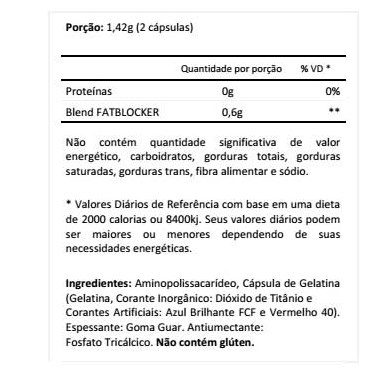 Porção: 1,42g (2 cápsulas)
Quantidade por porção % VD *
Proteínas 0g 0%
Blend FATBLOCKER 0,6g **
Não contém quantidade significativa de valor
energético, carboidratos, gorduras totais, gorduras
saturadas, gorduras trans, fibra alimentar e sódio.
* Valores Diários de Referência com base em uma dieta
de 2000 calorias ou 8400kj. Seus valores diários podem
ser maiores ou menores dependendo de suas
necessidades energéticas.
Ingredientes: Aminopolissacarídeo, Cápsula de Gelatina
(Gelatina, Corante Inorgânico: Dióxido de Titânio e
Corantes Artificiais: Azul Brilhante FCF e Vermelho 40).
Espessante: Goma Guar. Antiumectante:
Fosfato Tricálcico. Não contém glúten.